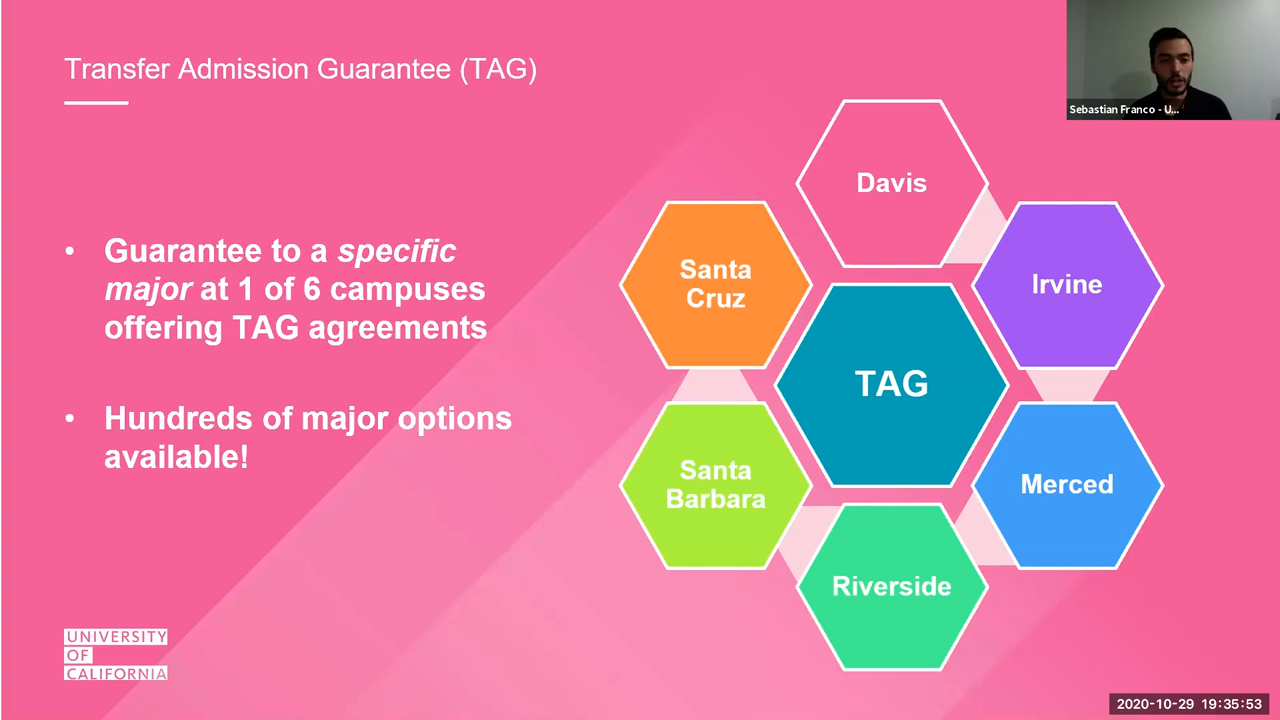 Transfer Admission Guarantee (TAG)
Sebastian Franco - U...
• Guarantee to a specific
major at 1 of 6 campuses
offering TAG agreements
• Hundreds of major options
available!
Davis
Irvine
Merced
Riverside
Santa
Barbara
Santa
Cruz
TAG
UNIVERSITY
OF
CALIFORNIA
2020-10-29 19:35:53